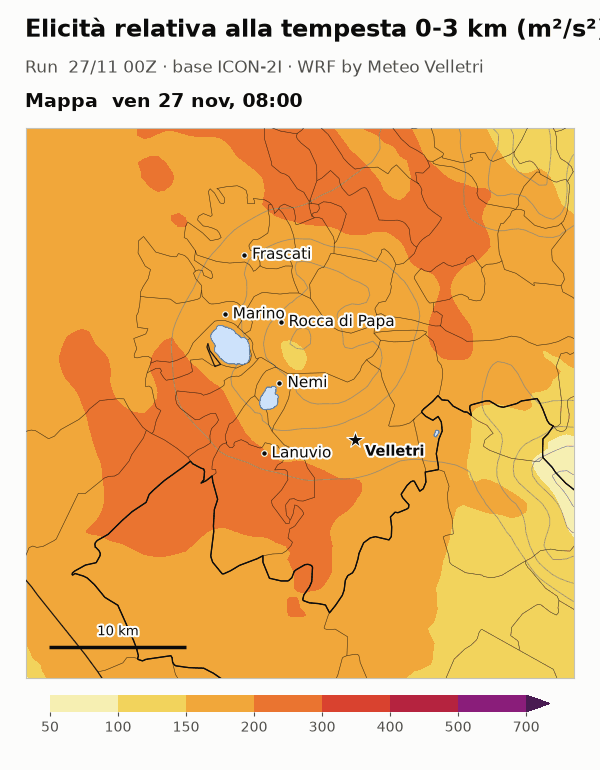 Elicità relativa alla tempesta 0-3 km (m²/s²)
Run  27/11 00Z · base ICON-2I · WRF by Meteo Velletri
Mappa  ven 27 nov, 08:00
Frascati
Marino
Rocca di Papa
Nemi
Velletri
Lanuvio
10 km
50 100 150 200 300 400 500 700